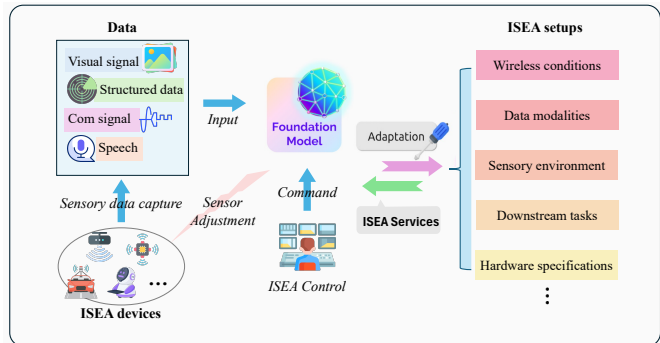 Data
Visual signal
Structured data
Com signal
Speech
Input
Foundation
Model
Adaptation
ISEA Services
ISEA setups
Wireless conditions
Data modalities
Sensory environment
Downstream tasks
Hardware specifications
Sensory data capture
Sensor
Adjustment
Command
ISEA Control
ISEA devices